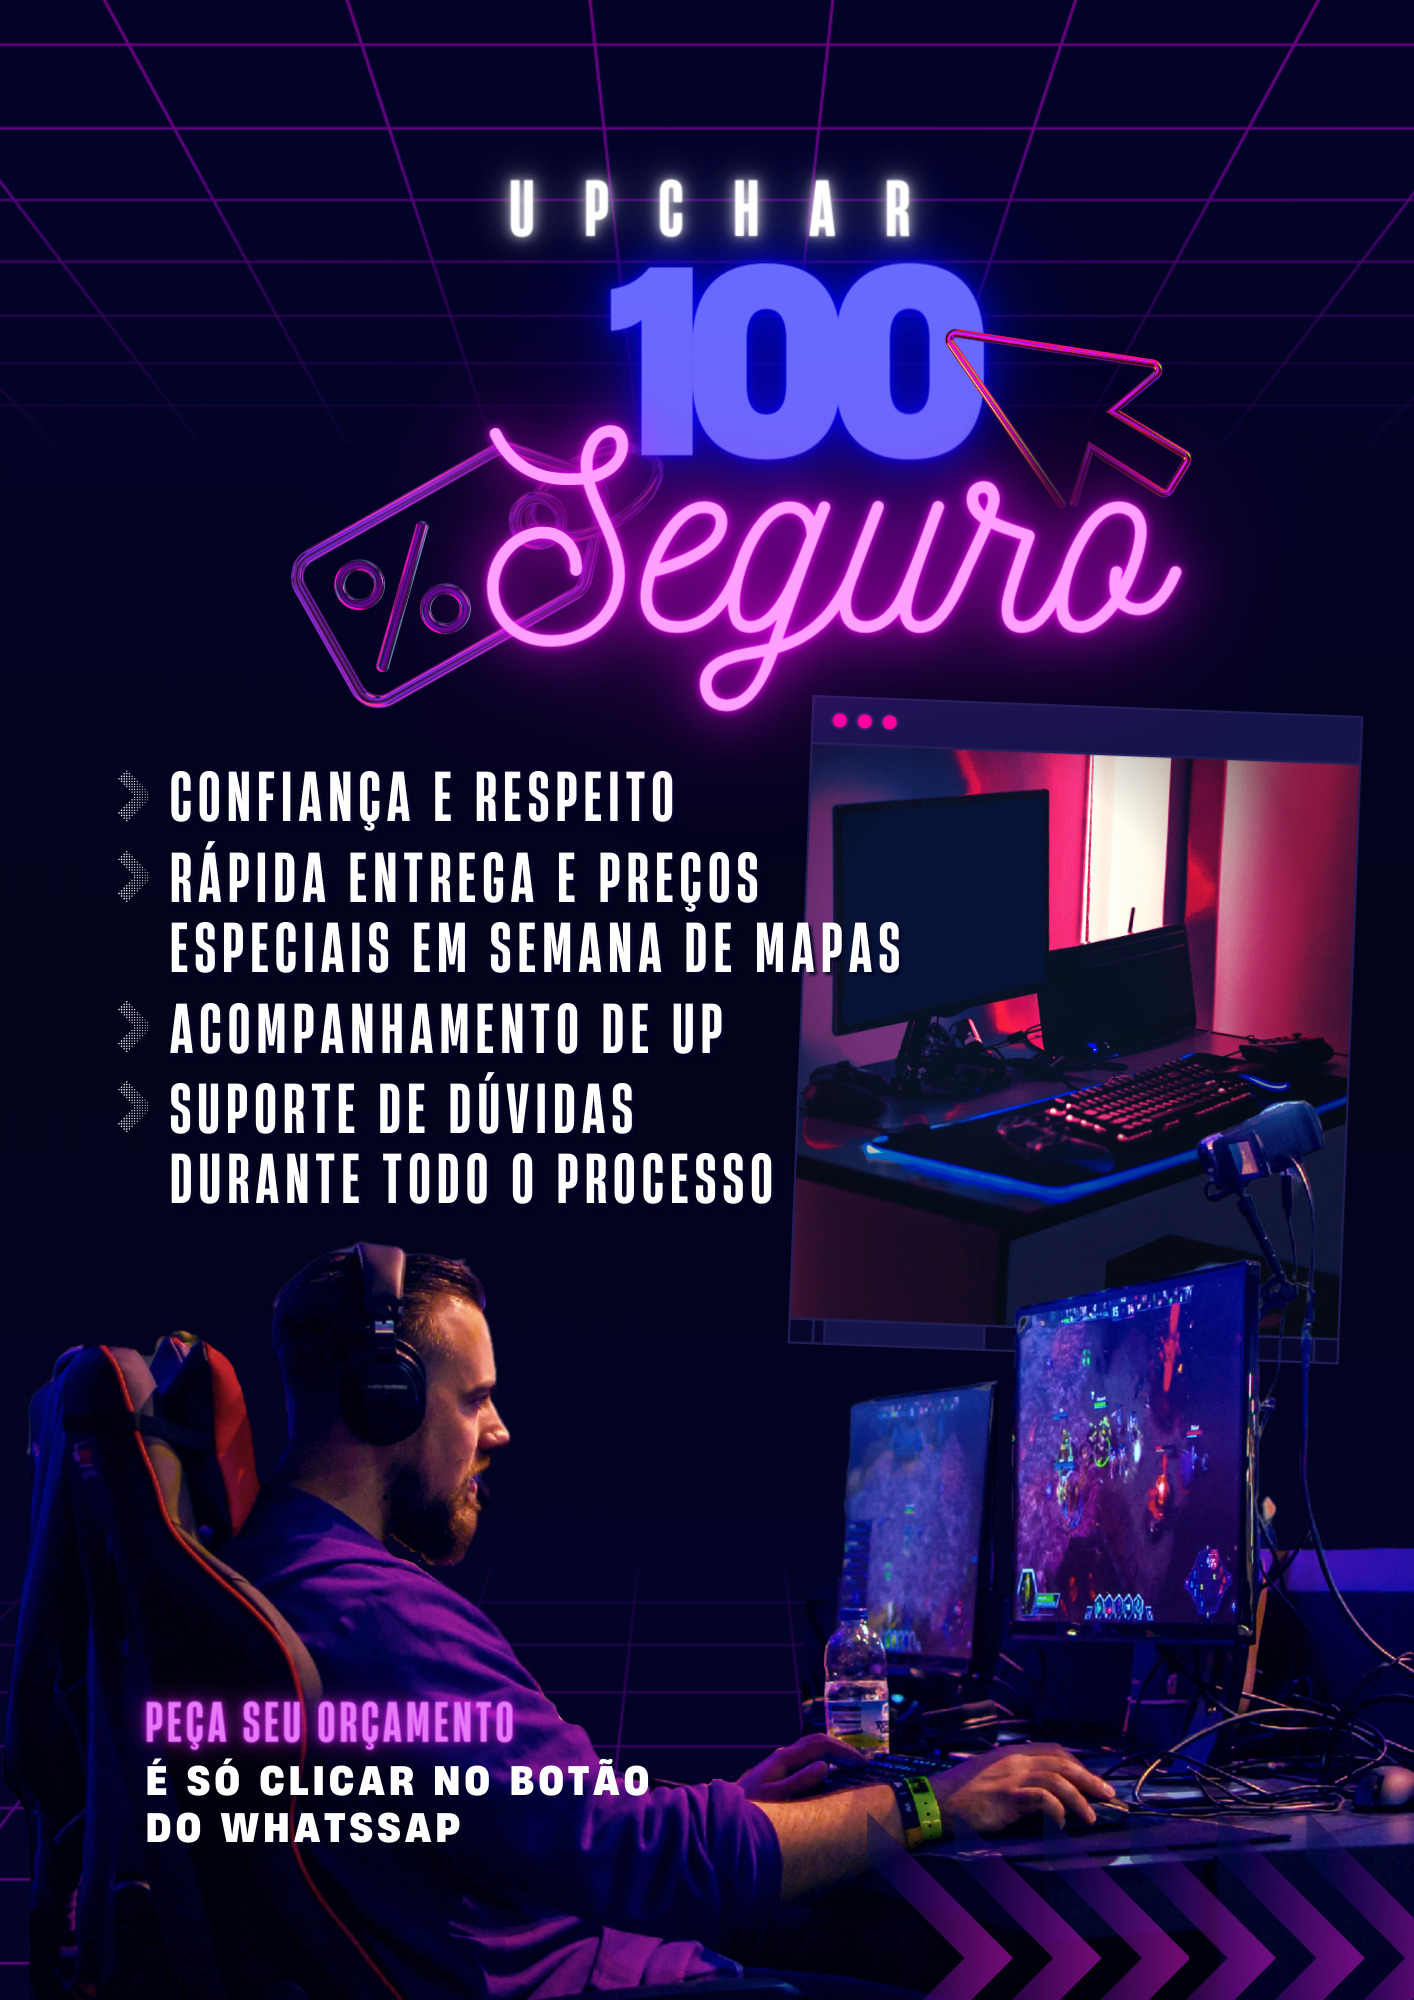 UPCHAR
100
Seguro
CONFIANÇA E RESPEITO
RÁPIDA ENTREGA E PREÇOS
ESPECIAIS EM SEMANA DE MAPAS
ACOMPANHAMENTO DE UP
SUPORTE DE DÚVIDAS
DURANTE TODO O PROCESSO
PEÇA SEU ORÇAMENTO
É SÓ CLICAR NO BOTÃO
DO WHATSSAP